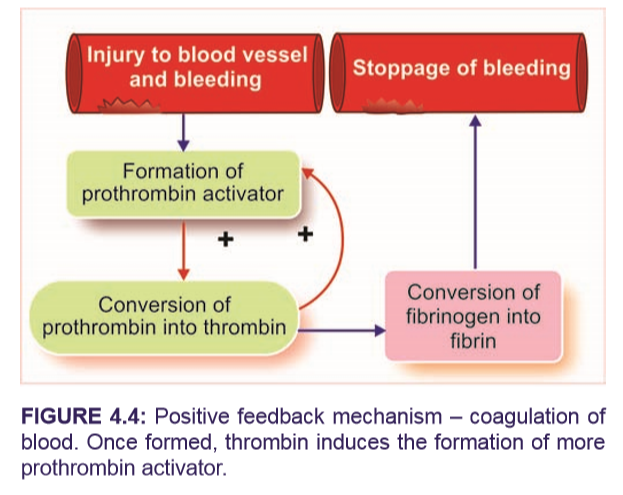 Injury to blood vessel
and bleeding
Stoppage of bleeding
Formation of
prothrombin activator
+
+
Conversion of
prothrombin into thrombin
Conversion of
fibrinogen into
fibrin
FIGURE 4.4: Positive feedback mechanism – coagulation of
blood. Once formed, thrombin induces the formation of more
prothrombin activator.